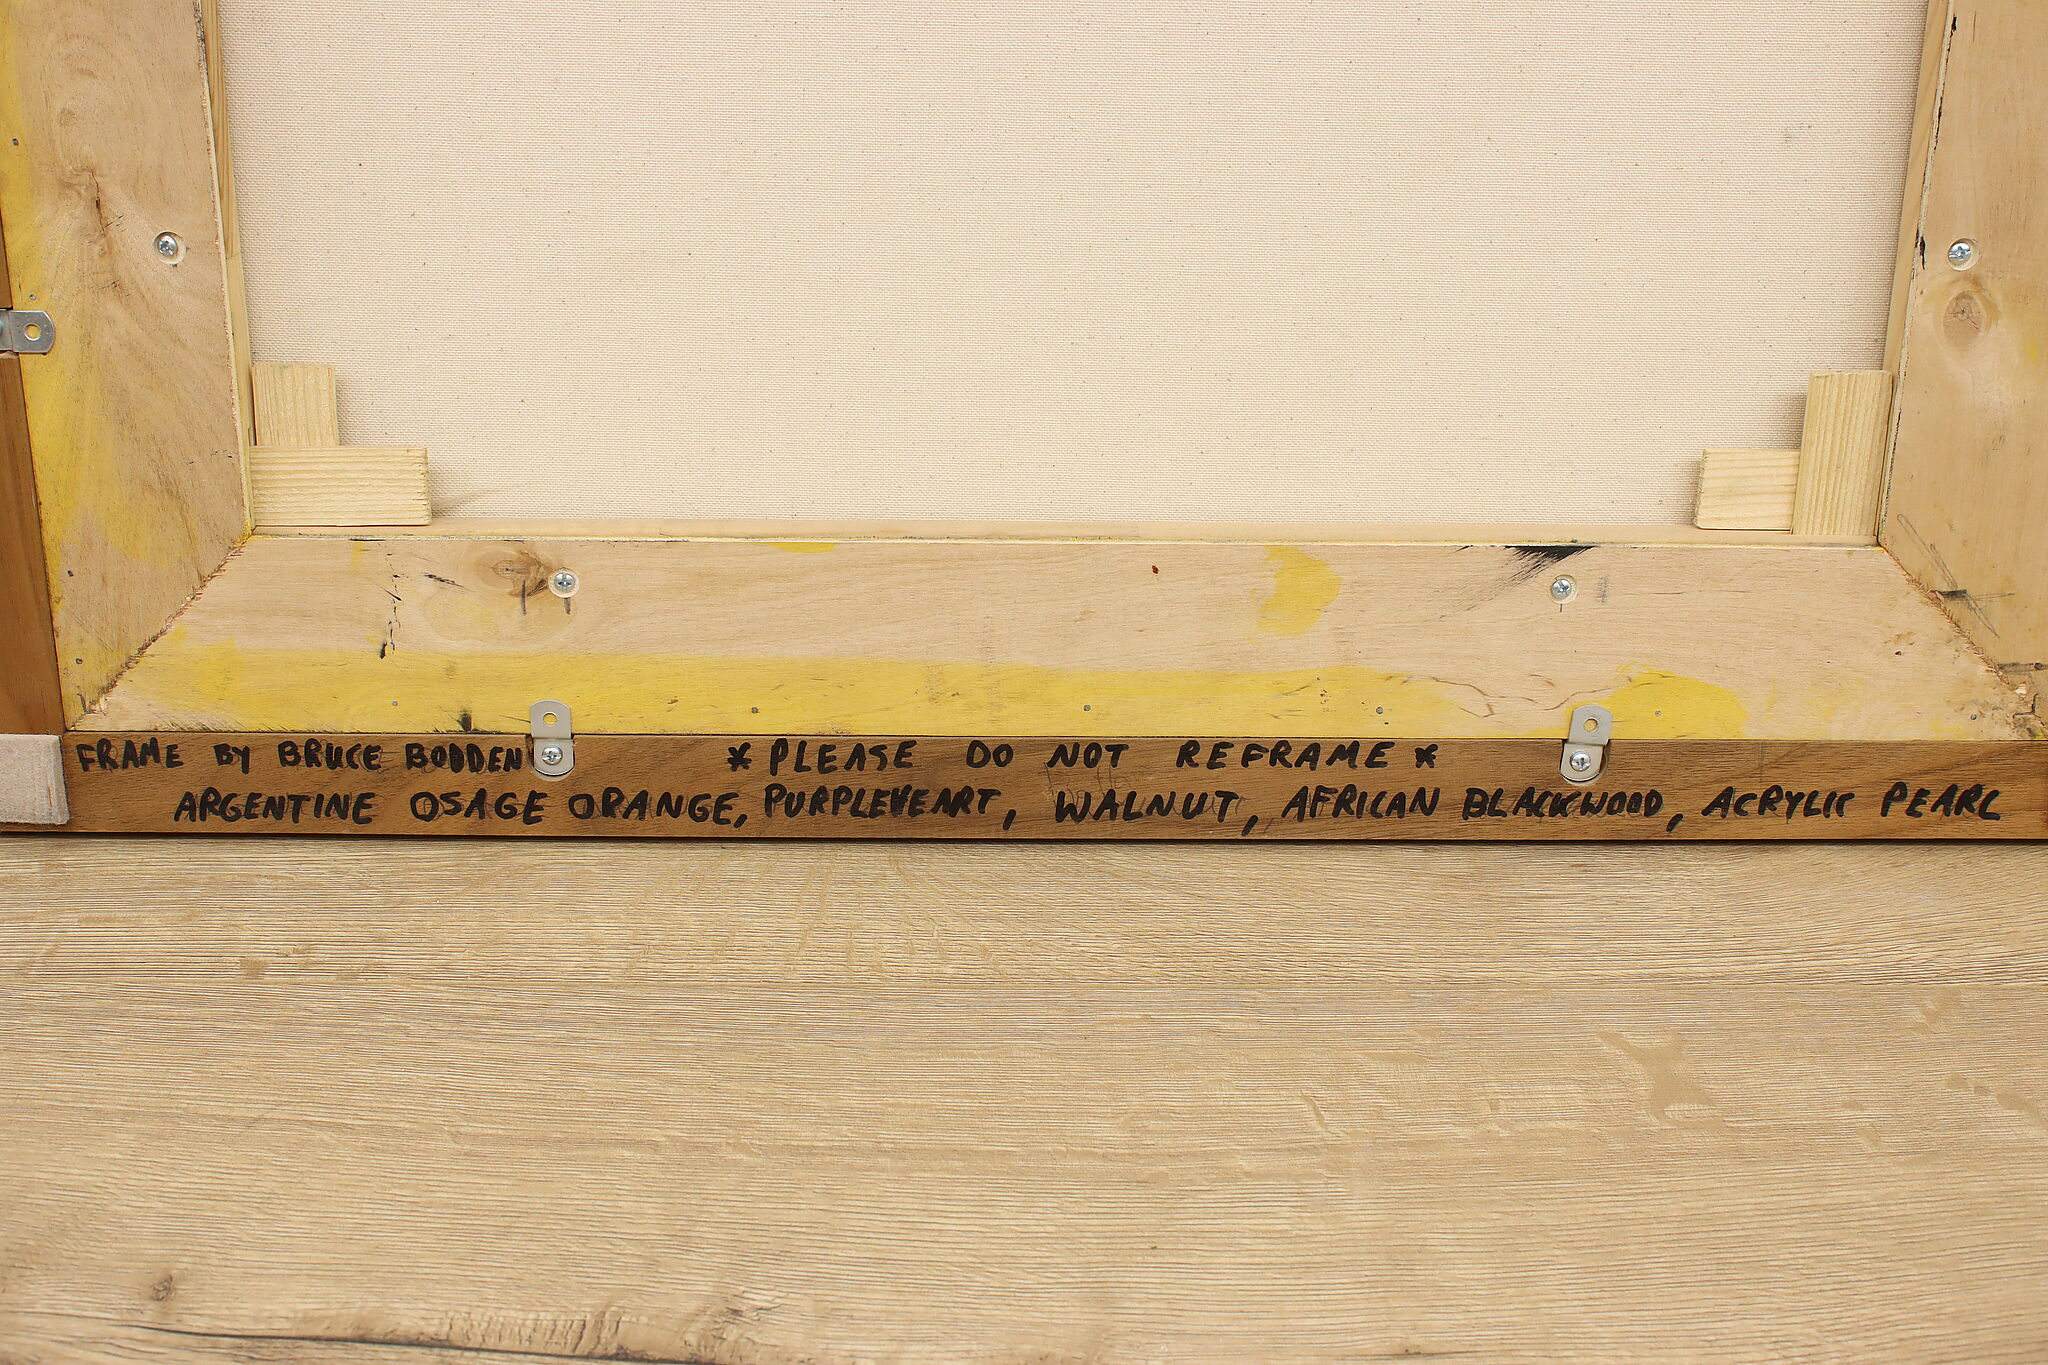 FRAME BY BRUCE BODDEN *PLEASE DO NOT REFRAME*
ARGENTINE OSAGE ORANGE, PURPLEHEART, WALNUT, AFRICAN BLACKWOOD, ACRYLIC PEARL